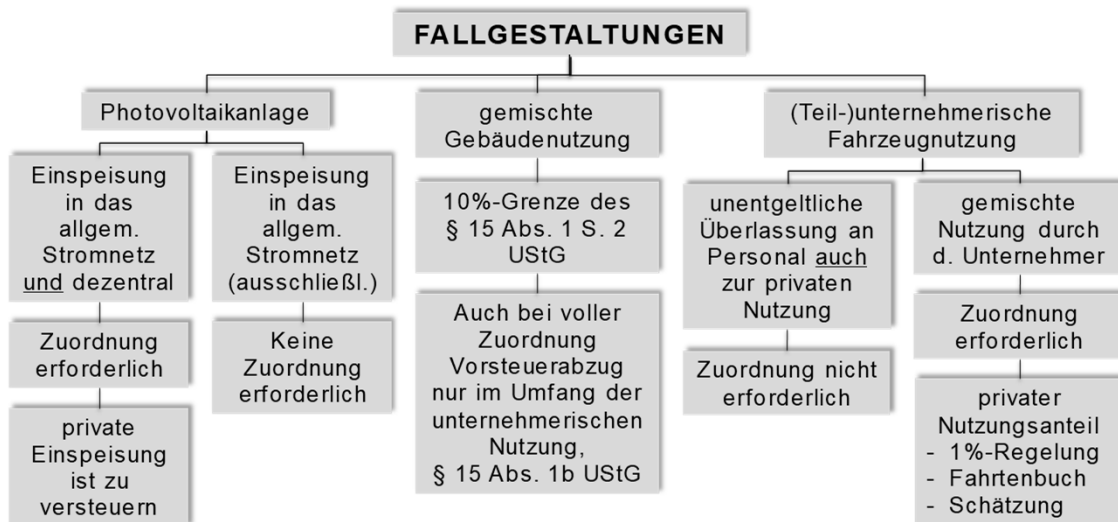 FALLGESTALTUNGEN
Photovoltaikanlage
Einspeisung
in das
allgem.
Stromnetz
und dezentral
Zuordnung
erforderlich
private
Einspeisung
ist zu
versteuern
Einspeisung
in das
allgem.
Stromnetz
(ausschließl.)
Keine
Zuordnung
erforderlich
gemischte
Gebäudenutzung
10%-Grenze des
§ 15 Abs. 1 S. 2
UStG
Auch bei voller
Zuordnung
Vorsteuerabzug
nur im Umfang der
unternehmerischen
Nutzung,
§ 15 Abs. 1b UStG
(Teil-)unternehmerische
Fahrzeugnutzung
unentgeltliche
Überlassung an
Personal auch
zur privaten
Nutzung
Zuordnung nicht
erforderlich
gemischte
Nutzung durch
d. Unternehmer
Zuordnung
erforderlich
privater
Nutzungsanteil
- 1%-Regelung
- Fahrtenbuch
- Schätzung